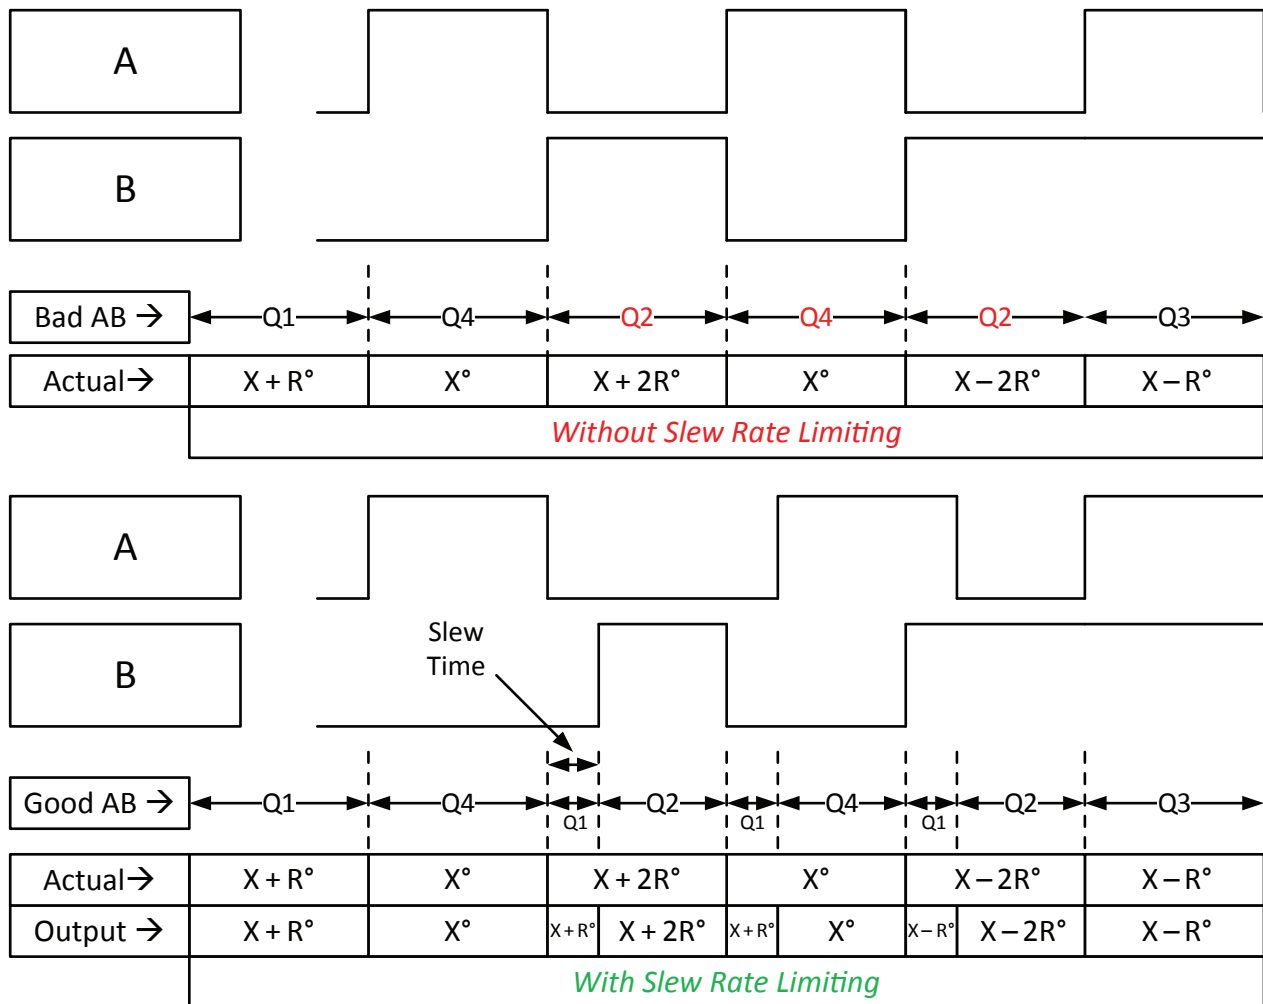 A
B
Bad AB → Q1 Q4 Q2 Q4 Q2 Q3
Actual→ X + R° X° X + 2R° X° X – 2R° X – R°
Without Slew Rate Limiting
A
Slew
Time
B
Good AB → Q1 Q4 Q1 Q2 Q1 Q4 Q1 Q2 Q3
Actual→ X + R° X° X + 2R° X° X – 2R° X – R°
Output → X + R° X° X + R° X + 2R° X + R° X° X – R° X – 2R° X – R°
With Slew Rate Limiting